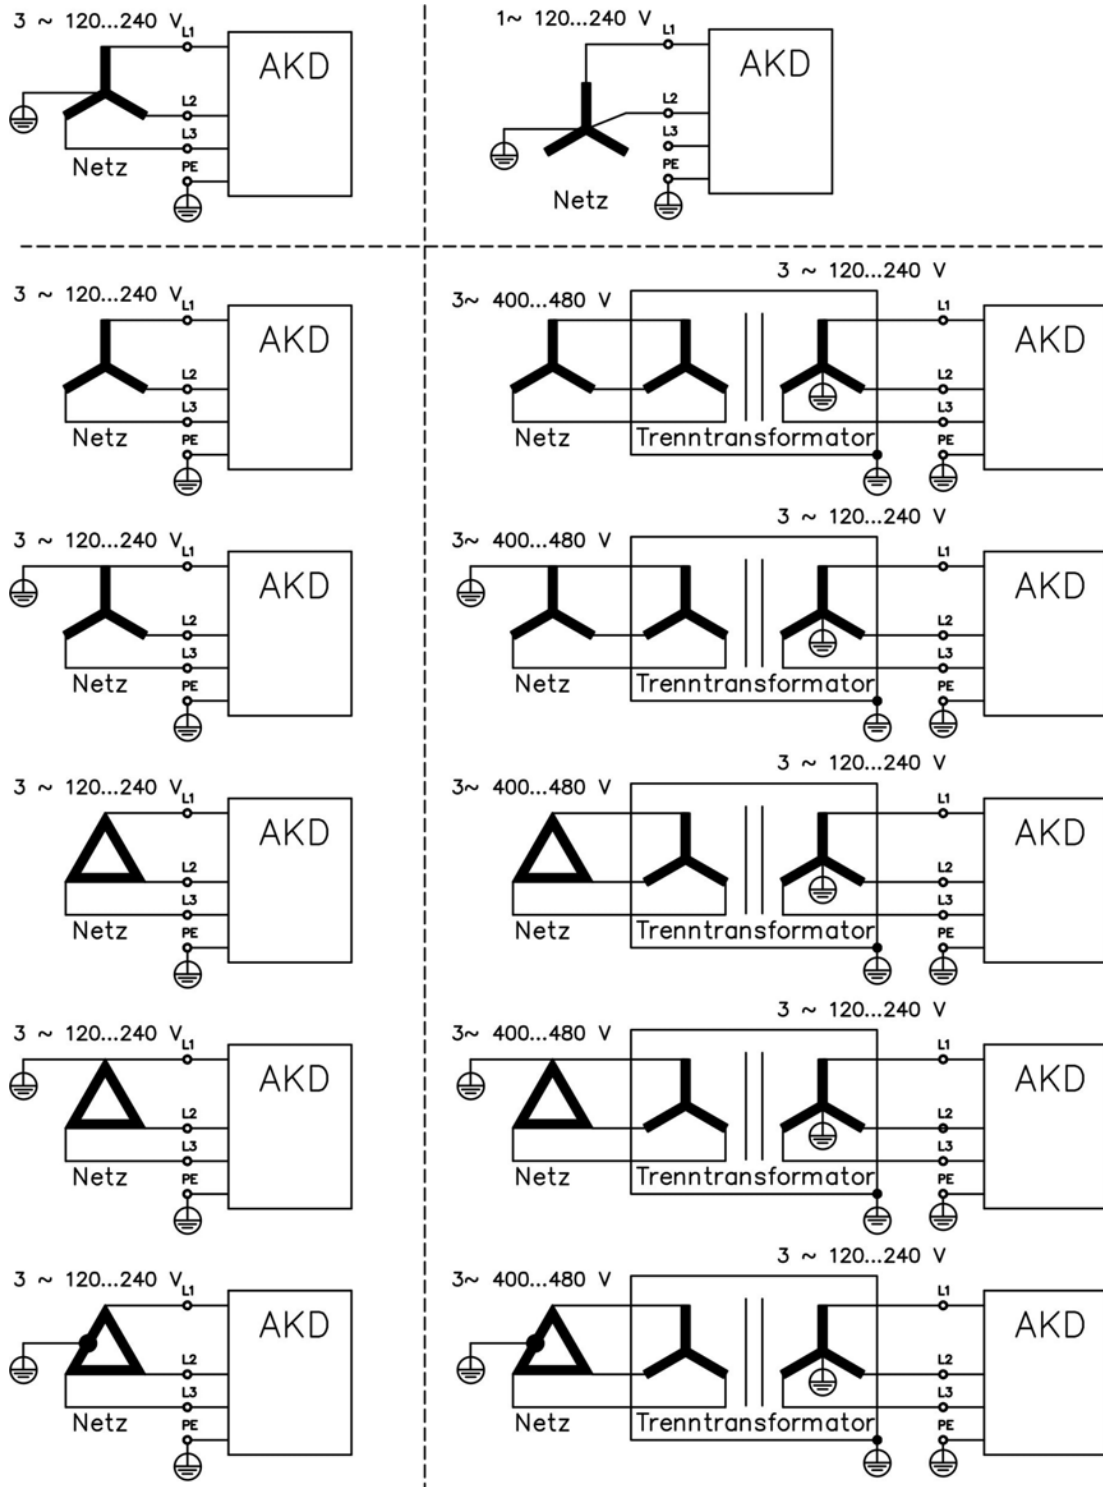 3 ~ 120...240 V
L1
AKD
L2
L3
Netz
PE
1~ 120...240 V
L1
AKD
L2
L3
PE
Netz
3 ~ 120...240 V
L1
AKD
L2
L3
Netz
PE
3 ~ 120...240 V
3~ 400...480 V
L1
AKD
L2
L3
Netz
Trenntransformator
PE
3 ~ 120...240 V
L1
AKD
L2
L3
Netz
PE
3 ~ 120...240 V
3~ 400...480 V
L1
AKD
L2
L3
Netz
Trenntransformator
PE
3 ~ 120...240 V
L1
AKD
L2
L3
Netz
PE
3 ~ 120...240 V
3~ 400...480 V
L1
AKD
L2
L3
Netz
Trenntransformator
PE
3 ~ 120...240 V
L1
AKD
L2
L3
Netz
PE
3 ~ 120...240 V
3~ 400...480 V
L1
AKD
L2
L3
Netz
Trenntransformator
PE
3 ~ 120...240 V
L1
AKD
L2
L3
Netz
PE
3 ~ 120...240 V
3~ 400...480 V
L1
AKD
L2
L3
Netz
Trenntransformator
PE